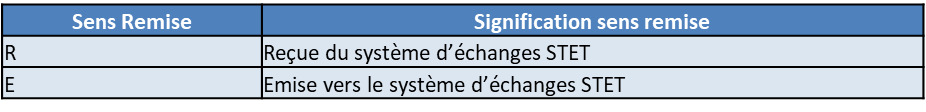 Sens Remise Signification sens remise
R Reçue du système d’échanges STET
E Emise vers le système d’échanges STET